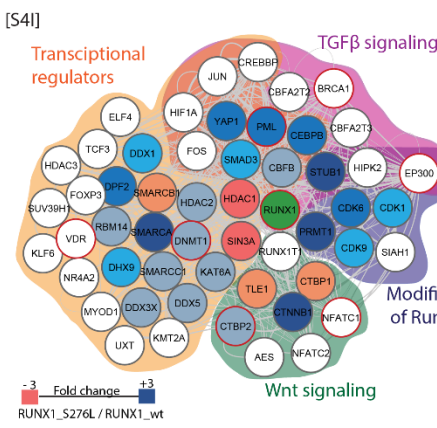 [S4I]
Transciptional
regulators
TGFβ signaling
CREBBP
JUN
CBFA2T2
BRCA1
HIF1A
YAP1
PML
CEBPB
CBFA2T3
ELF4
TCF3
DDX1
FOS
SMAD3
CBFB
STUB1
HIPK2
EP300
HDAC3
FOXP3
DPF2
SMARCB1
HDAC2
HDAC1
RUNX1
CDK6
CDK1
SUV39H1
RBM14
SMARCA
DNMT1
SIN3A
RUNX1T1
PRMT1
CDK9
SIAH1
VDR
KLF6
NR4A2
DHX9
SMARCC1
KAT6A
TLE1
CTBP1
Modifi
of Run
MYOD1
DDX3X
DDX5
CTBP2
CTNNB1
NFATC1
UXT
KMT2A
AES
NFATC2
Wnt signaling
- 3 Fold change +3
RUNX1_S276L / RUNX1_wt